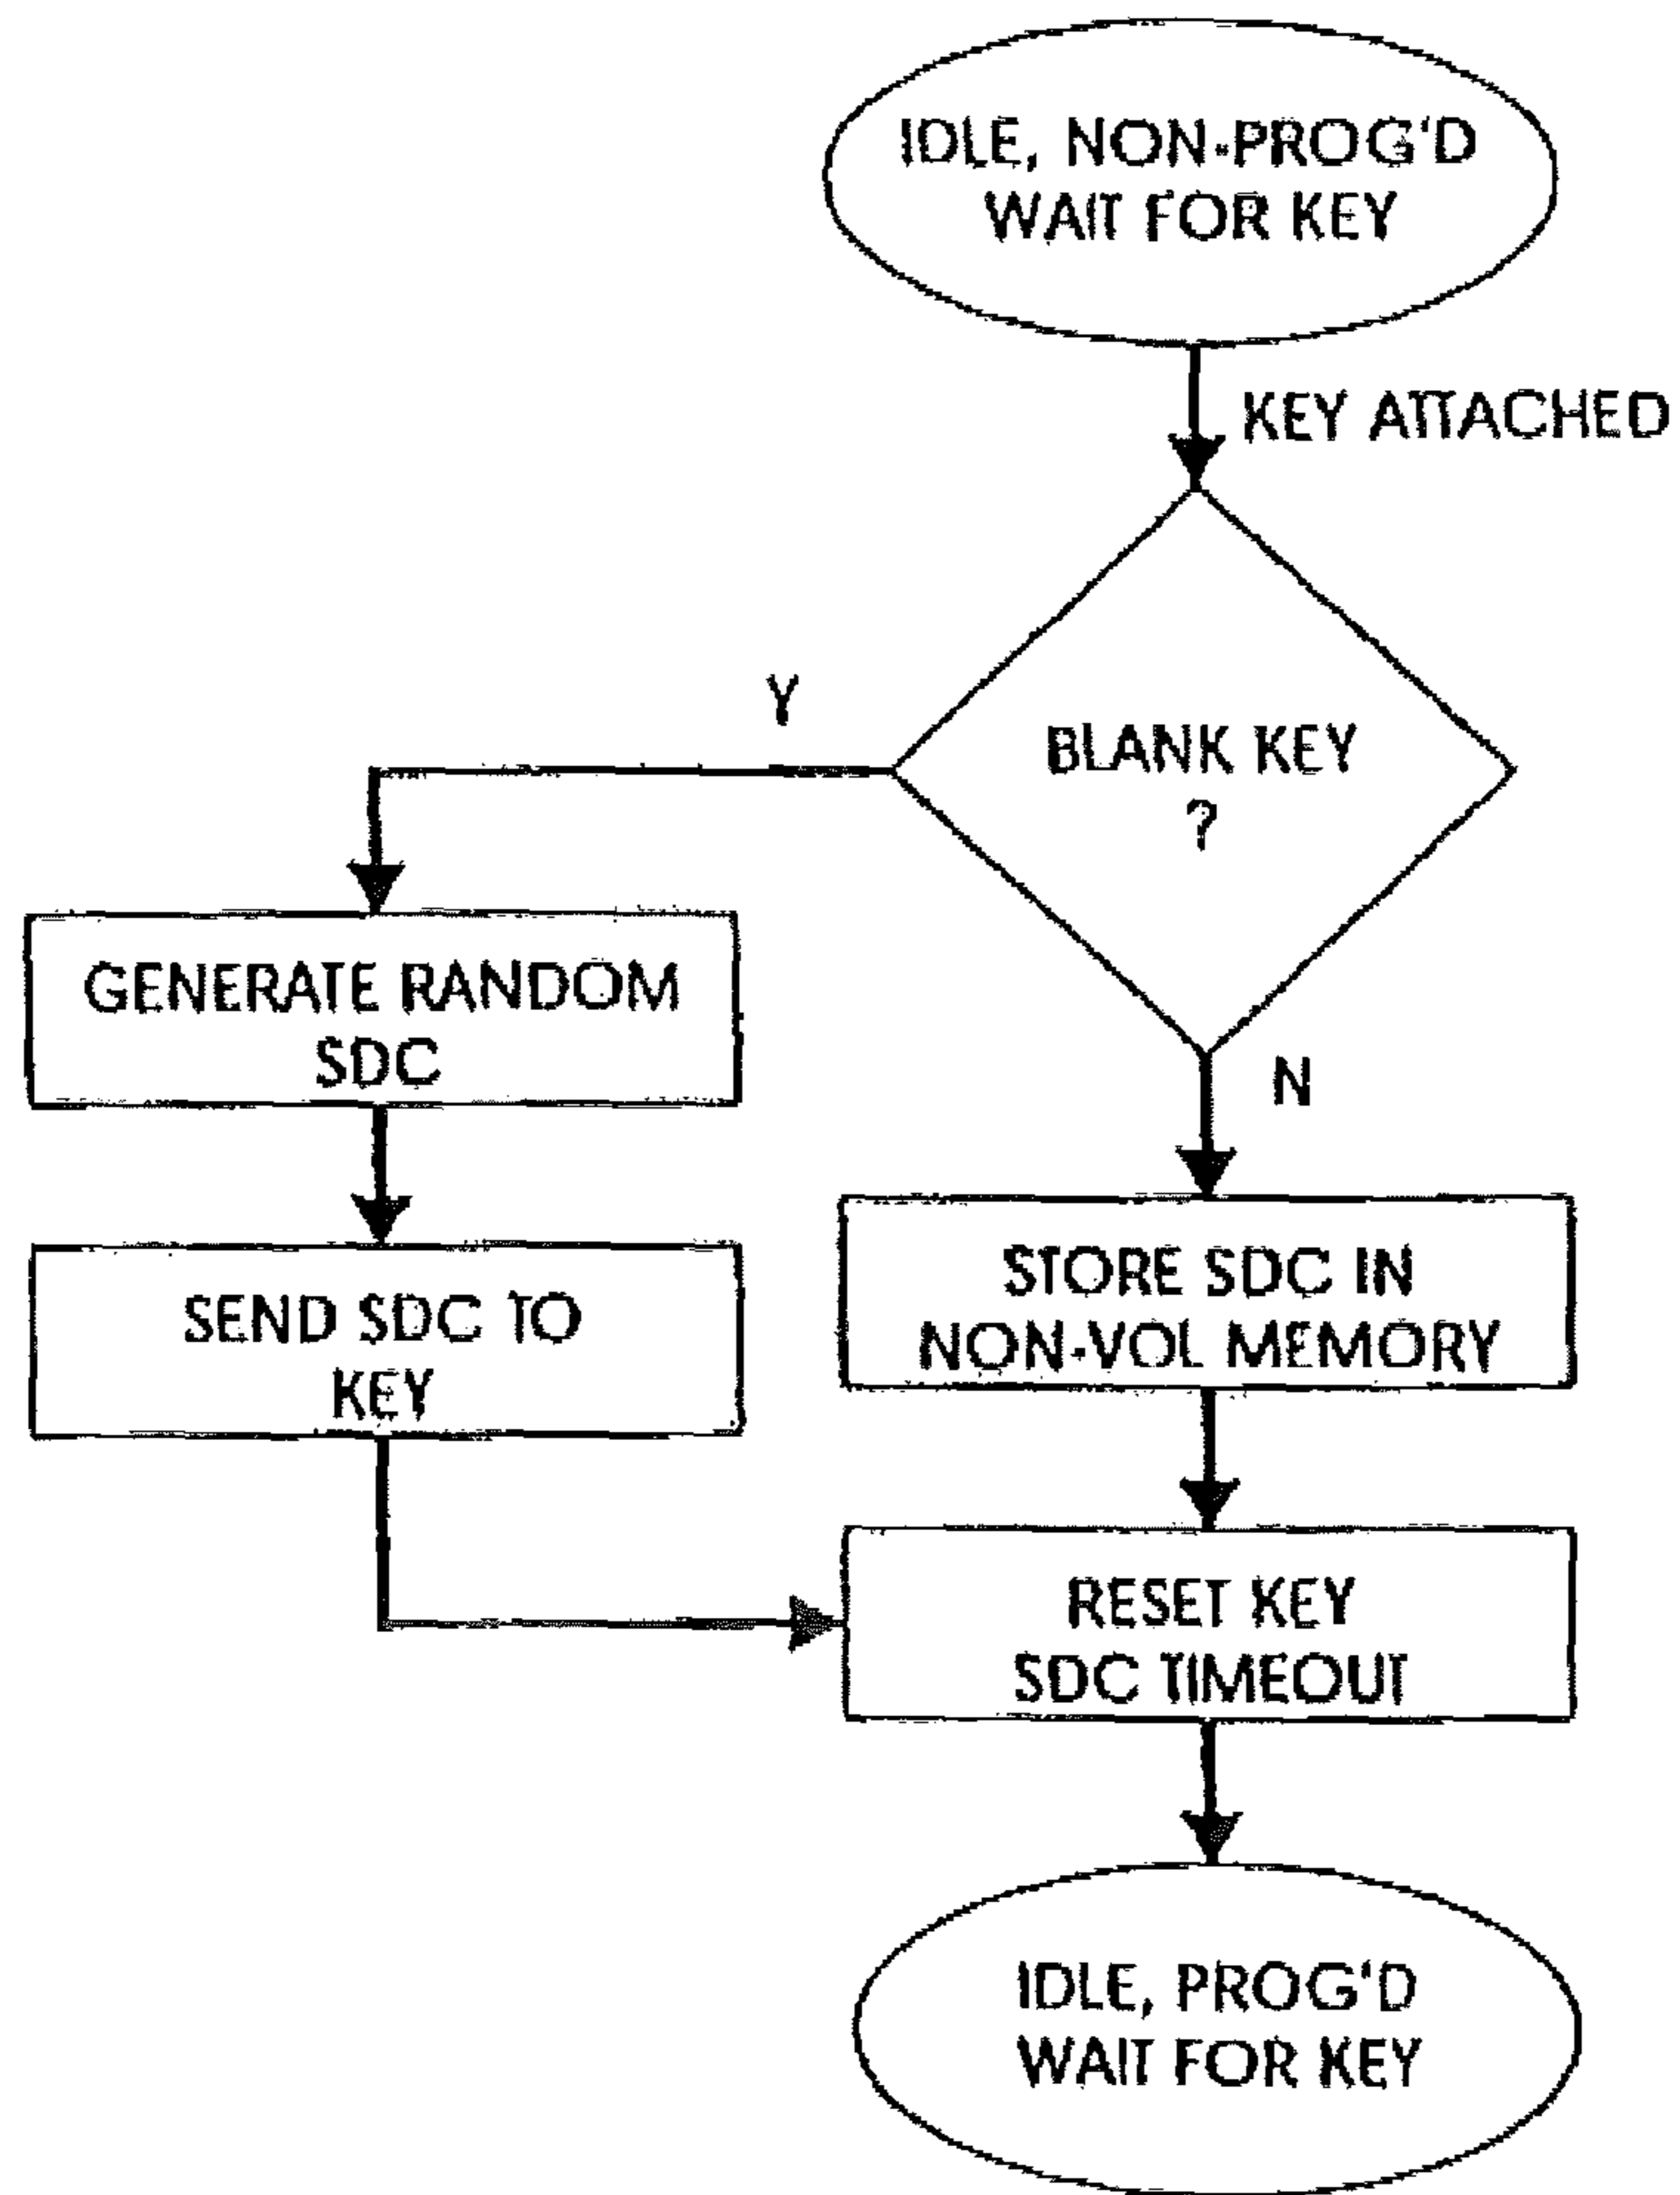 IDLE, NON-PROG'D
WAIT FOR KEY
KEY ATTACHED
BLANK KEY
?
Y
N
GENERATE RANDOM
SDC
SEND SDC TO
KEY
STORE SDC IN
NON-VOL MEMORY
RESET KEY
SDC TIMEOUT
IDLE, PROG'D
WAIT FOR KEY